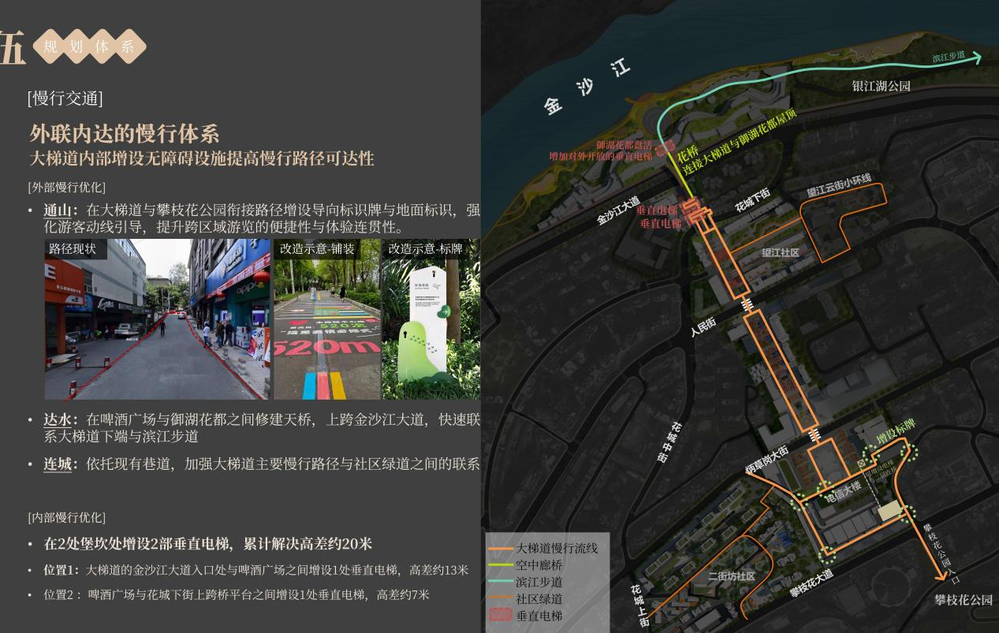 伍
规划体系
[慢行交通]
外联内达的慢行体系
大梯道内部增设无障碍设施提高慢行路径可达性
[外部慢行优化]
• 通山：在大梯道与攀枝花公园衔接路径增设导向标识牌与地面标识，强
化游客动线引导，提升跨区域游览的便捷性与体验连贯性。
路径现状
改造示意-铺装
改造示意-标牌
oppo
520m
520m
• 达水：在啤酒广场与御湖花都之间修建天桥，上跨金沙江大道，快速联
系大梯道下端与滨江步道
• 连城：依托现有巷道，加强大梯道主要慢行路径与社区绿道之间的联系
[内部慢行优化]
• 在2处堡坎处增设2部垂直电梯，累计解决高差约20米
• 位置1：大梯道的金沙江大道入口处与啤酒广场之间增设1处垂直电梯，高差约13米
• 位置2：啤酒广场与花城下街上跨桥平台之间增设1处垂直电梯，高差约7米
金沙江
滨江步道
银江湖公园
御湖花都盘活
增加对外开放的垂直电梯
花桥
连接大梯道与御湖花都屋顶
金沙江大道
垂直电梯
垂直电梯
花城下街
望江云街小环线
望江社区
人民街
花城中街
炳草岗大街
增设标牌
电信大楼
攀枝花公园入口
二街坊社区
攀枝花大道
花城上街
攀枝花公园
大梯道慢行流线
空中廊桥
滨江步道
社区绿道
垂直电梯